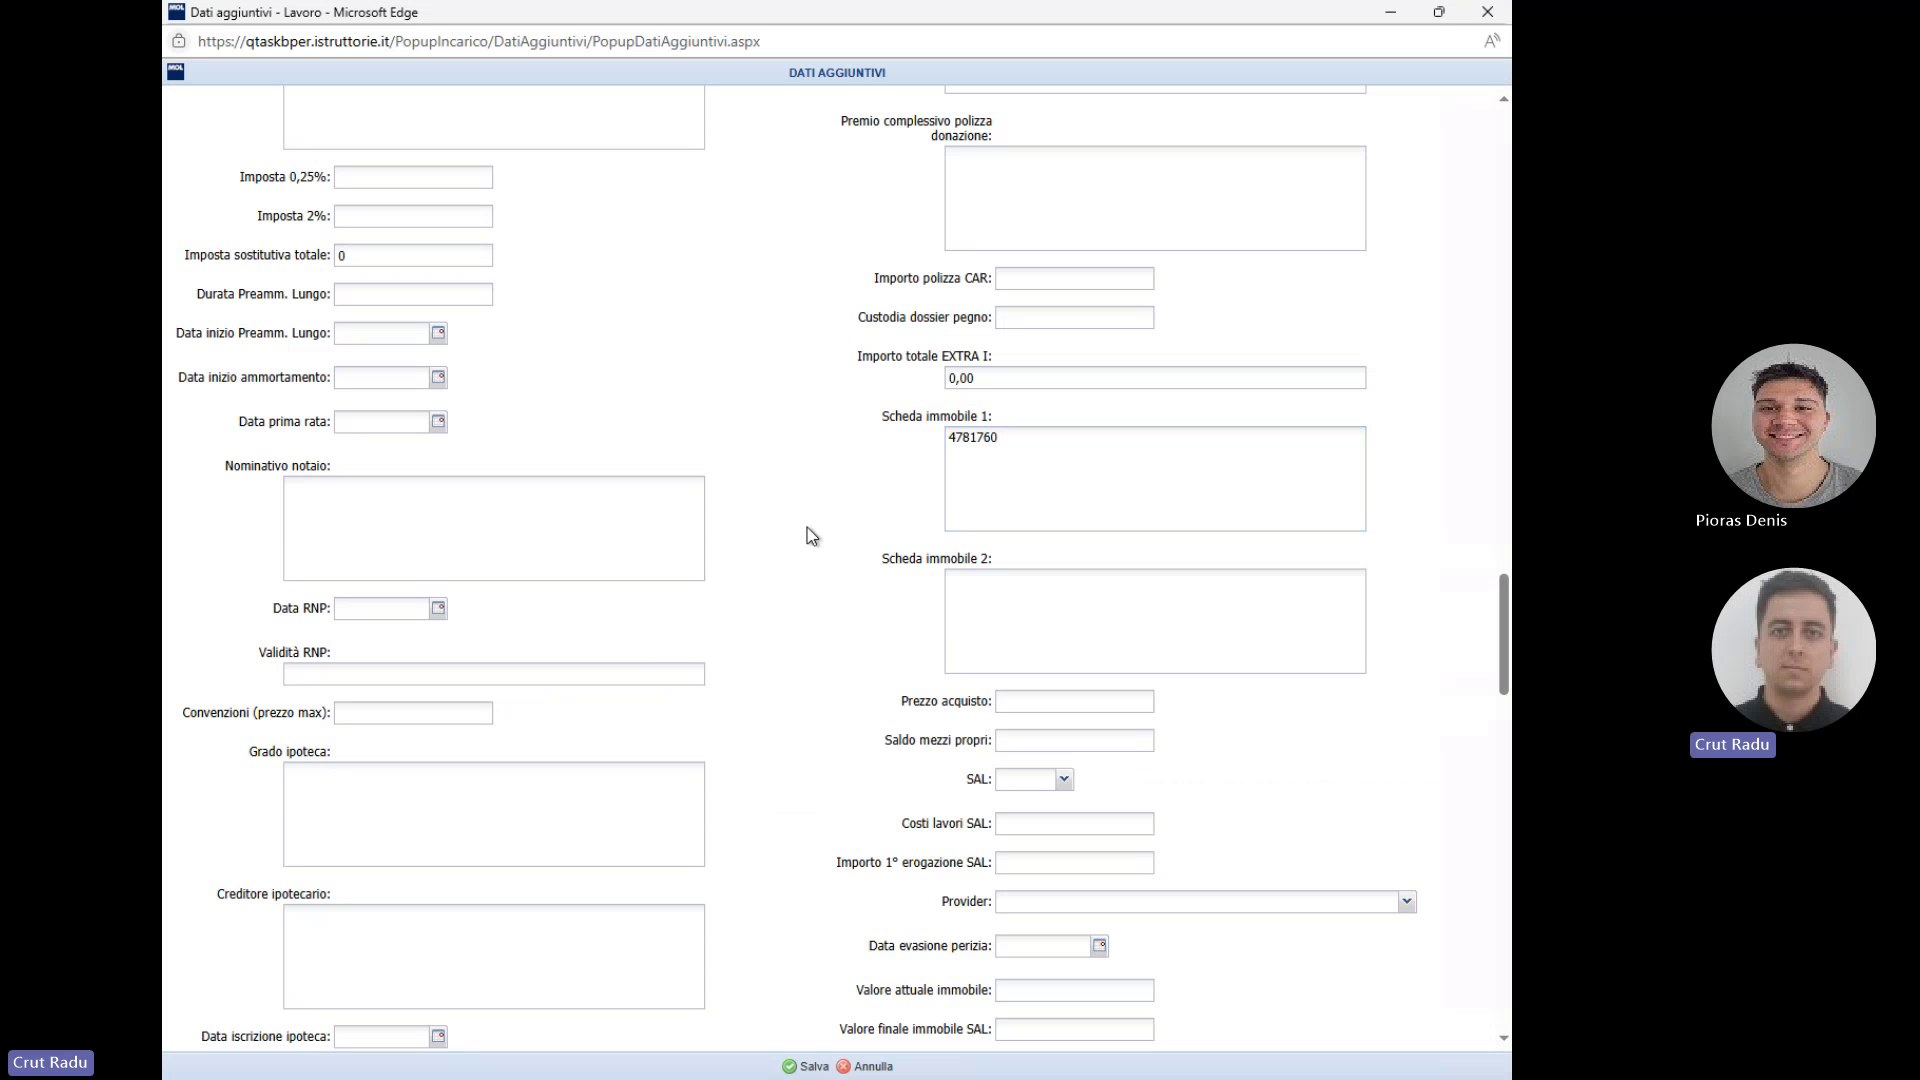 MOL Dati aggiuntivi - Lavoro - Microsoft Edge
https://qtaskbper.istruttorie.it/PopupIncarico/DatiAggiuntivi/PopupDatiAggiuntivi.aspx
MOL DATI AGGIUNTIVI
Imposta 0,25%:
Imposta 2%:
Imposta sostitutiva totale: 0
Durata Preamm. Lungo:
Data inizio Preamm. Lungo:
Data inizio ammortamento:
Data prima rata:
Nominativo notaio:
Data RNP:
Validità RNP:
Convenzioni (prezzo max):
Grado ipoteca:
Creditore ipotecario:
Data iscrizione ipoteca:
Premio complessivo polizza
donazione:
Importo polizza CAR:
Custodia dossier pegno:
Importo totale EXTRA I:
0,00
Scheda immobile 1:
4781760
Scheda immobile 2:
Prezzo acquisto:
Saldo mezzi propri:
SAL:
Costi lavori SAL:
Importo 1° erogazione SAL:
Provider:
Data evasione perizia:
Valore attuale immobile:
Valore finale immobile SAL:
Salva Annulla
Pioras Denis
Crut Radu
Crut Radu